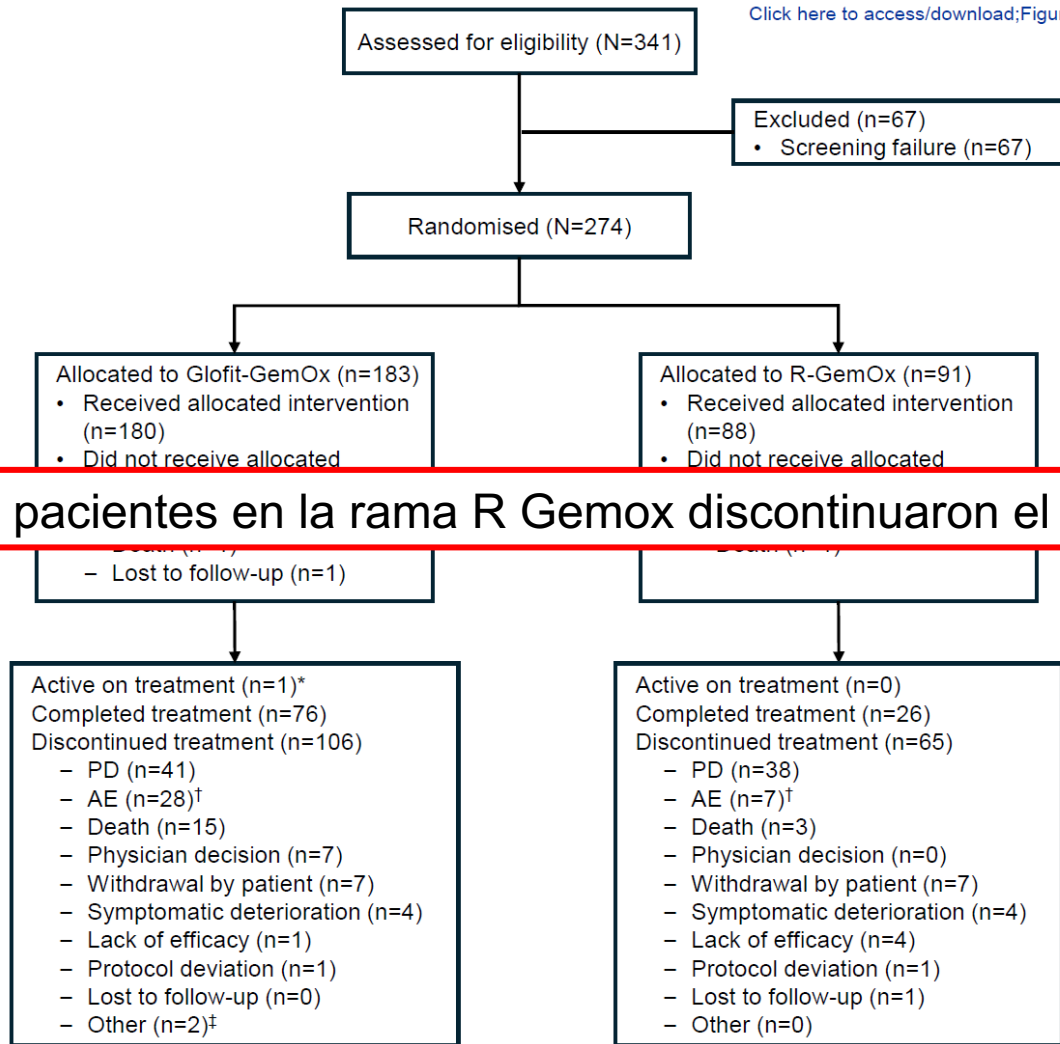 Click here to access/download;Figur
Assessed for eligibility (N=341)
Excluded (n=67)
• Screening failure (n=67)
Randomised (N=274)
Allocated to Glofit-GemOx (n=183)
• Received allocated intervention
(n=180)
• Did not receive allocated
Allocated to R-GemOx (n=91)
• Received allocated intervention
(n=88)
• Did not receive allocated
pacientes en la rama R Gemox discontinuaron el
– Lost to follow-up (n=1)
Active on treatment (n=1)*
Completed treatment (n=76)
Discontinued treatment (n=106)
– PD (n=41)
– AE (n=28)†
– Death (n=15)
– Physician decision (n=7)
– Withdrawal by patient (n=7)
– Symptomatic deterioration (n=4)
– Lack of efficacy (n=1)
– Protocol deviation (n=1)
– Lost to follow-up (n=0)
– Other (n=2)‡
Active on treatment (n=0)
Completed treatment (n=26)
Discontinued treatment (n=65)
– PD (n=38)
– AE (n=7)†
– Death (n=3)
– Physician decision (n=0)
– Withdrawal by patient (n=7)
– Symptomatic deterioration (n=4)
– Lack of efficacy (n=4)
– Protocol deviation (n=1)
– Lost to follow-up (n=1)
– Other (n=0)